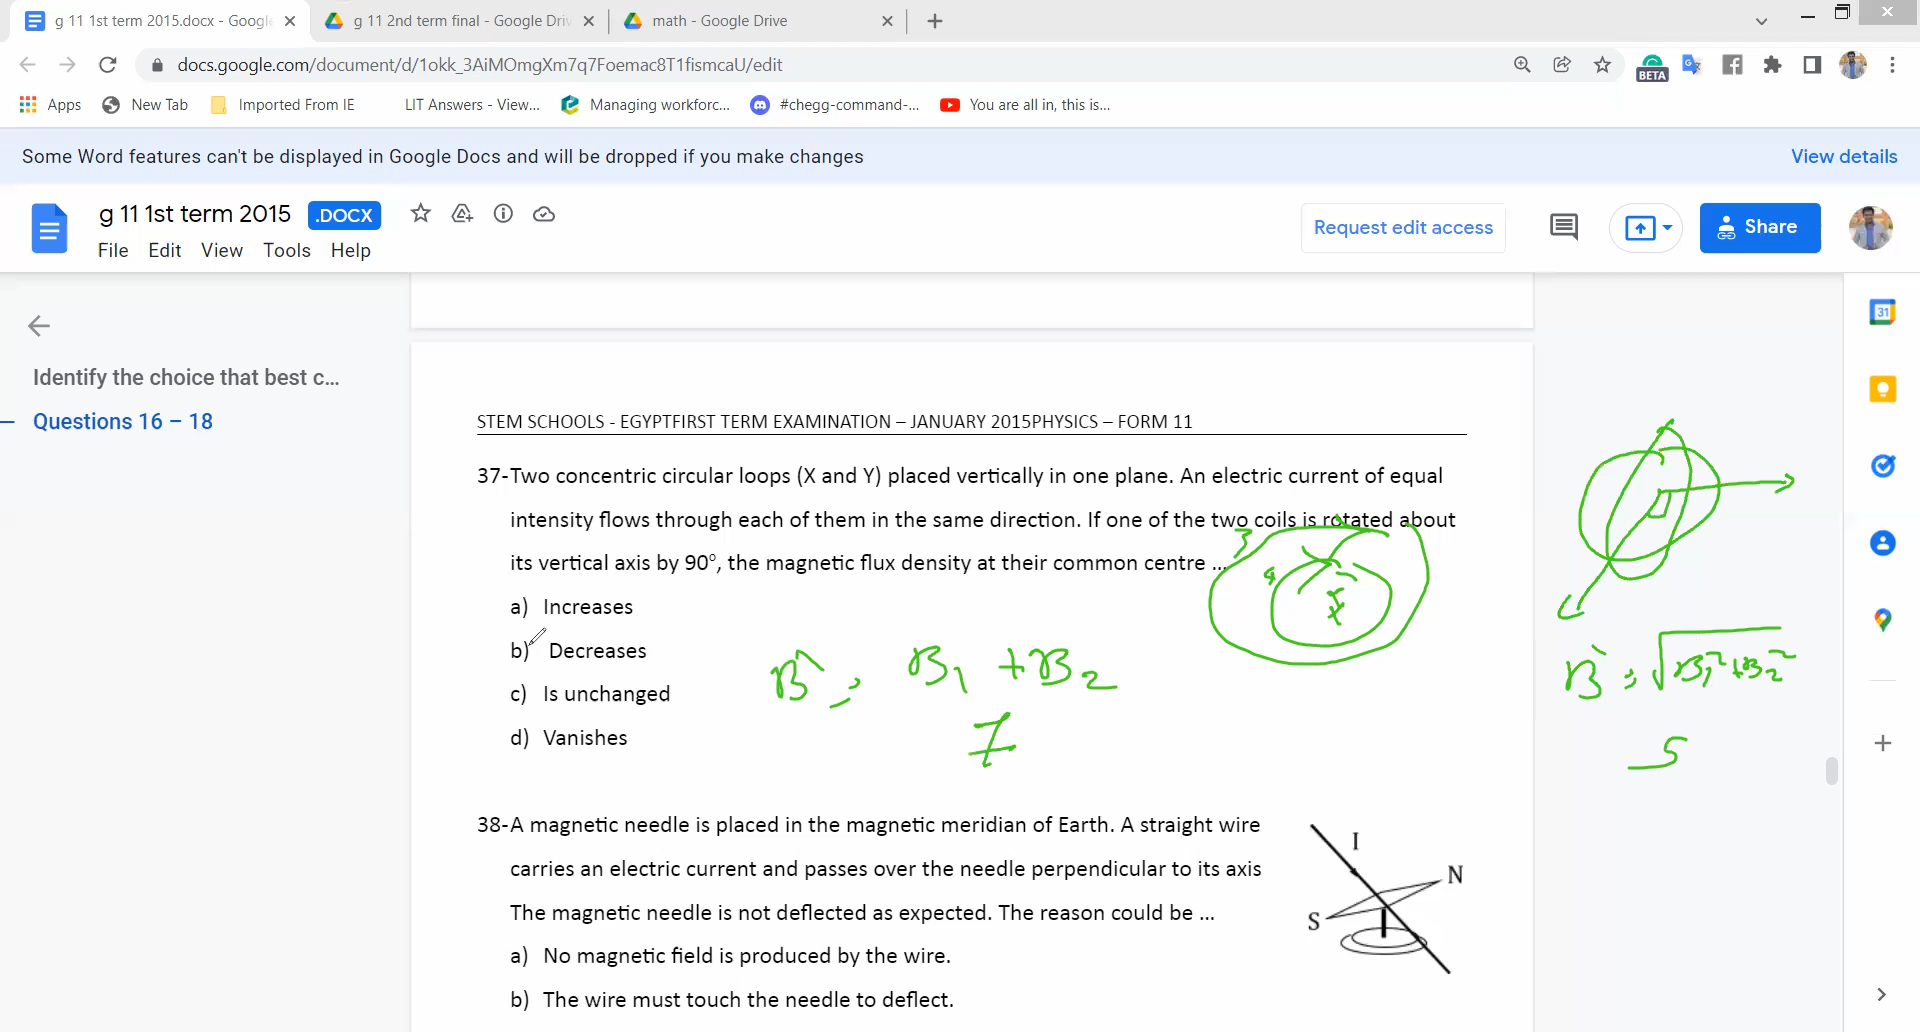 g 11 1st term 2015.docx - Googl
g 11 2nd term final - Google Driv
math - Google Drive
docs.google.com/document/d/1okk_3AiMOmgXm7q7Foemac8T1fismcaU/edit
BETA
Apps
New Tab
Imported From IE
LIT Answers - View...
Managing workforc...
#chegg-command-...
You are all in, this is...
Some Word features can't be displayed in Google Docs and will be dropped if you make changes
View details
g 11 1st term 2015 .DOCX
File Edit View Tools Help
Request edit access
Share
31
Identify the choice that best c...
Questions 16 – 18
STEM SCHOOLS - EGYPTFIRST TERM EXAMINATION – JANUARY 2015PHYSICS – FORM 11
37-Two concentric circular loops (X and Y) placed vertically in one plane. An electric current of equal
intensity flows through each of them in the same direction. If one of the two coils is rotated about
its vertical axis by 90°, the magnetic flux density at their common centre ...
a) Increases
b) Decreases
c) Is unchanged
d) Vanishes
3
4
B = B1 + B2
7
B = √B1² + B2²
5
38-A magnetic needle is placed in the magnetic meridian of Earth. A straight wire
carries an electric current and passes over the needle perpendicular to its axis
The magnetic needle is not deflected as expected. The reason could be ...
a) No magnetic field is produced by the wire.
b) The wire must touch the needle to deflect.
I
N
S